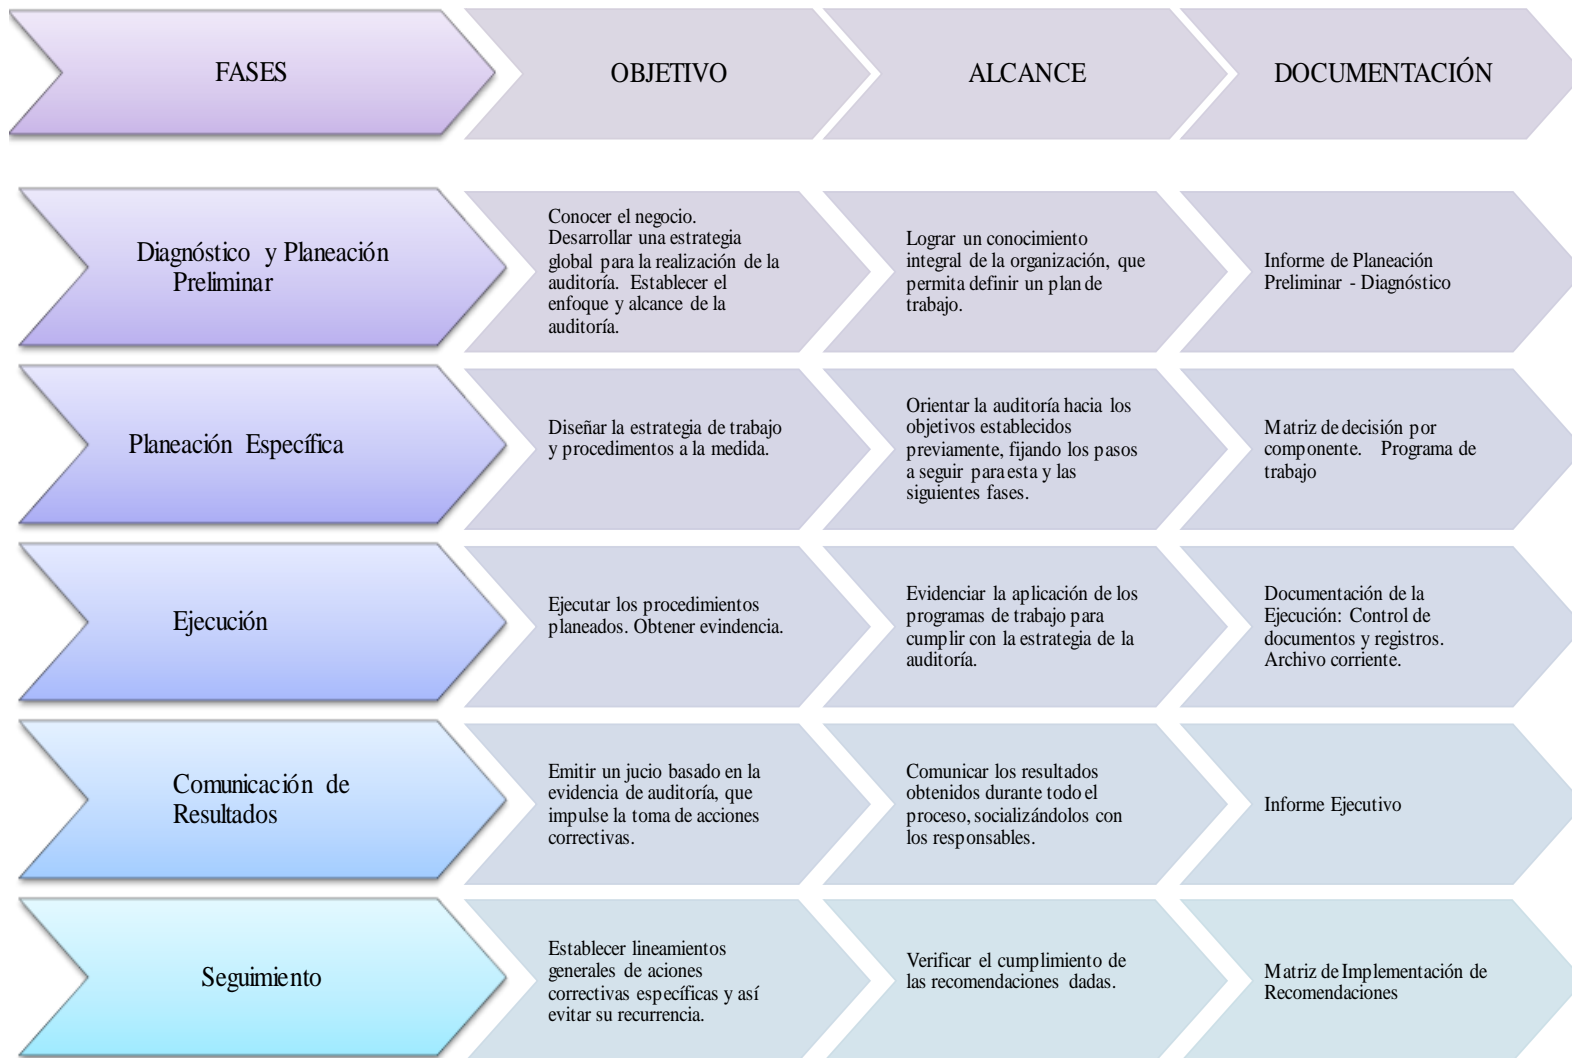 FASES
OBJETIVO
ALCANCE
DOCUMENTACIÓN
Diagnóstico y Planeación
Preliminar
Conocer el negocio.
Desarrollar una estrategia
global para la realización de la
auditoría. Establecer el
enfoque y alcance de la
auditoría.
Lograr un conocimiento
integral de la organización, que
permita definir un plan de
trabajo.
Informe de Planeación
Preliminar - Diagnóstico
Planeación Específica
Diseñar la estrategia de trabajo
y procedimientos a la medida.
Orientar la auditoría hacia los
objetivos establecidos
previamente, fijando los pasos
a seguir para esta y las
siguientes fases.
Matriz de decisión por
componente. Programa de
trabajo
Ejecución
Ejecutar los procedimientos
planeados. Obtener evindencia.
Evidenciar la aplicación de los
programas de trabajo para
cumplir con la estrategia de la
auditoría.
Documentación de la
Ejecución: Control de
documentos y registros.
Archivo corriente.
Comunicación de
Resultados
Emitir un jucio basado en la
evidencia de auditoría, que
impulse la toma de acciones
correctivas.
Comunicar los resultados
obtenidos durante todo el
proceso, socializándolos con
los responsables.
Informe Ejecutivo
Seguimiento
Establecer lineamientos
generales de aciones
correctivas específicas y así
evitar su recurrencia.
Verificar el cumplimiento de
las recomendaciones dadas.
Matriz de Implementación de
Recomendaciones